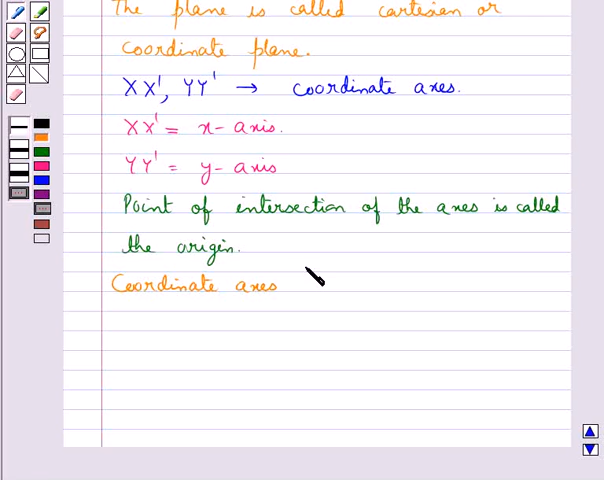 The plane is called cartesian or
coordinate plane.
XX', YY' → coordinate axes.
XX' = x- axis.
YY' = y- axis
Point of intersection of the axes is called
the origin.
Coordinate axes